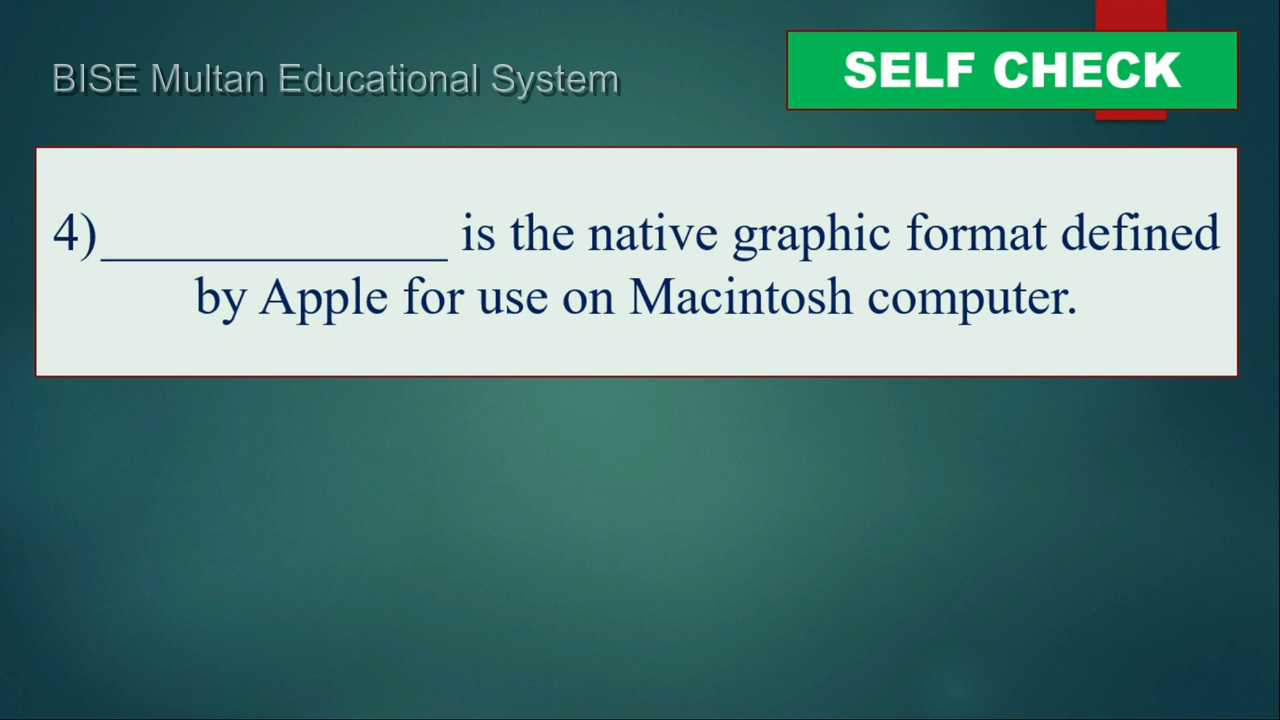 BISE Multan Educational System
SELF CHECK
4)_____________ is the native graphic format defined
by Apple for use on Macintosh computer.